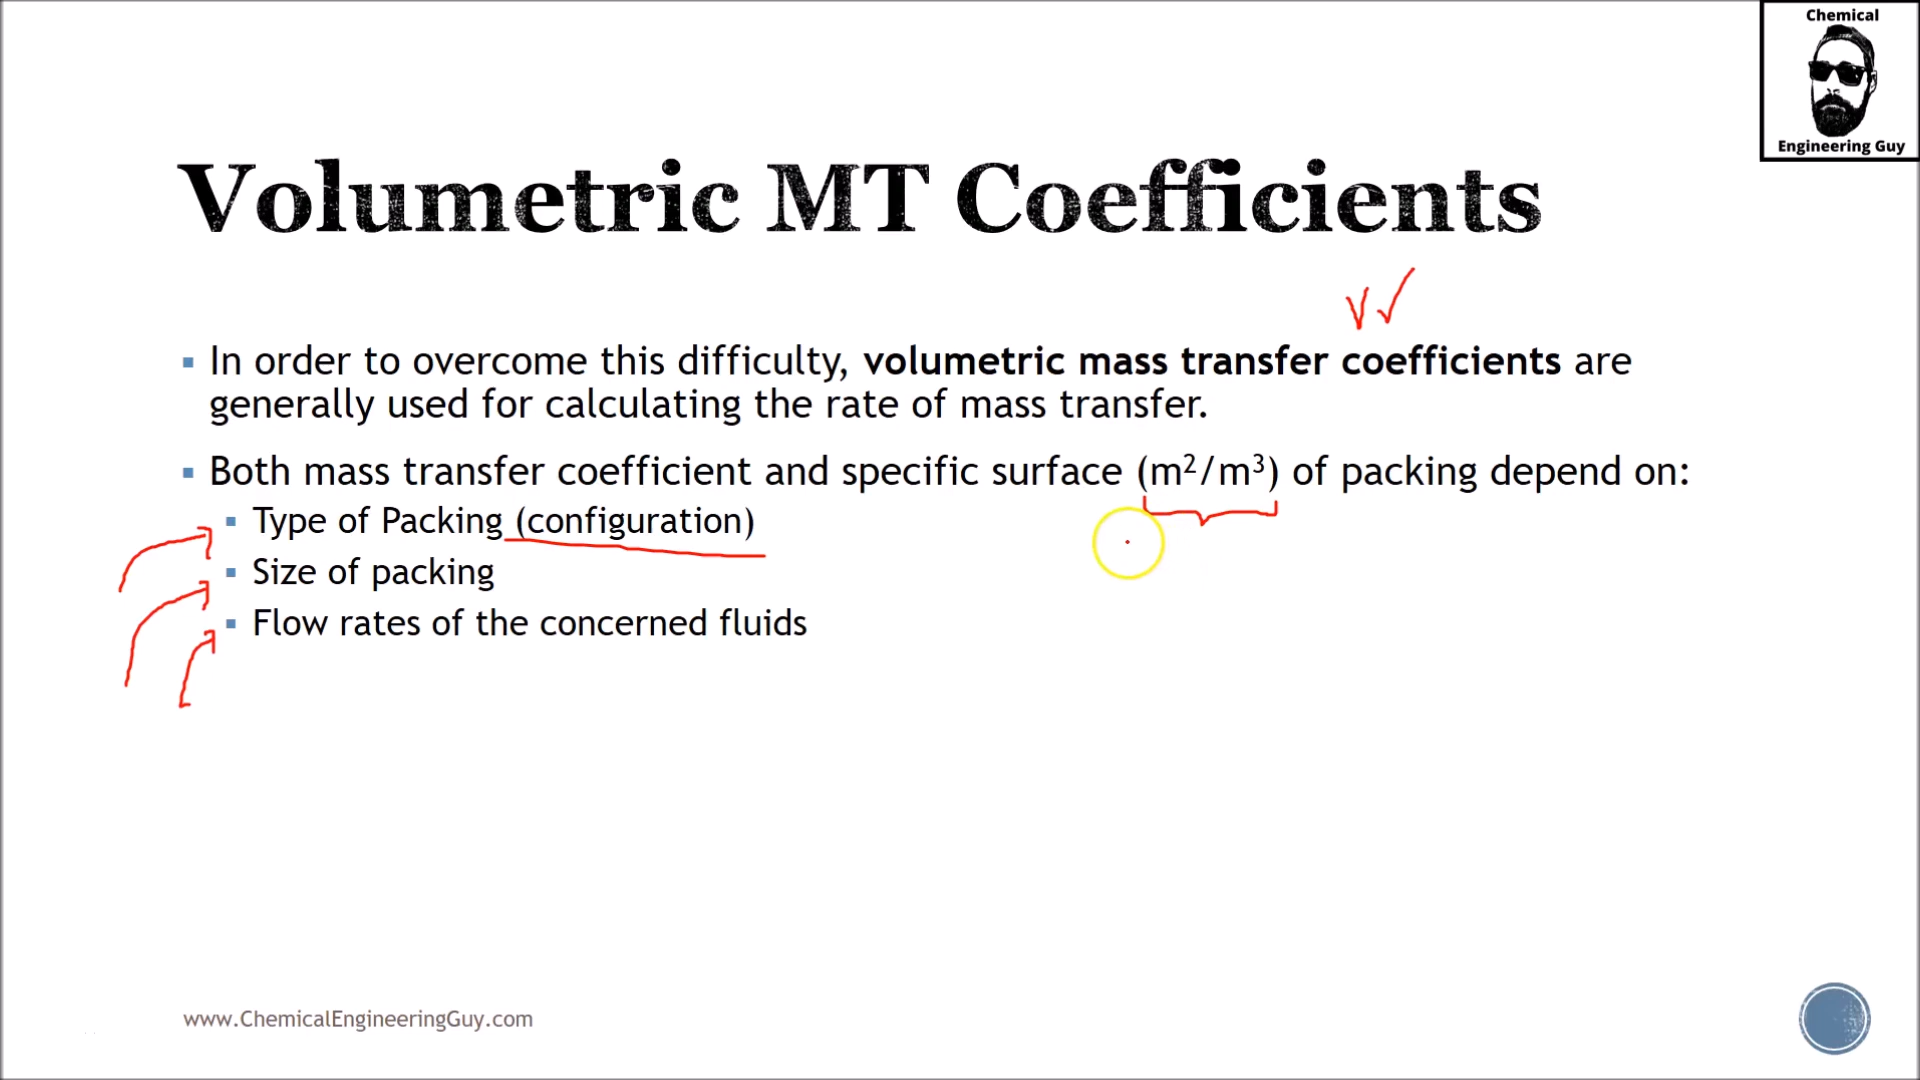 Chemical
Engineering Guy
Volumetric MT Coefficients
In order to overcome this difficulty, volumetric mass transfer coefficients are
generally used for calculating the rate of mass transfer.
Both mass transfer coefficient and specific surface (m²/m³) of packing depend on:
Type of Packing (configuration)
Size of packing
Flow rates of the concerned fluids
www.ChemicalEngineeringGuy.com